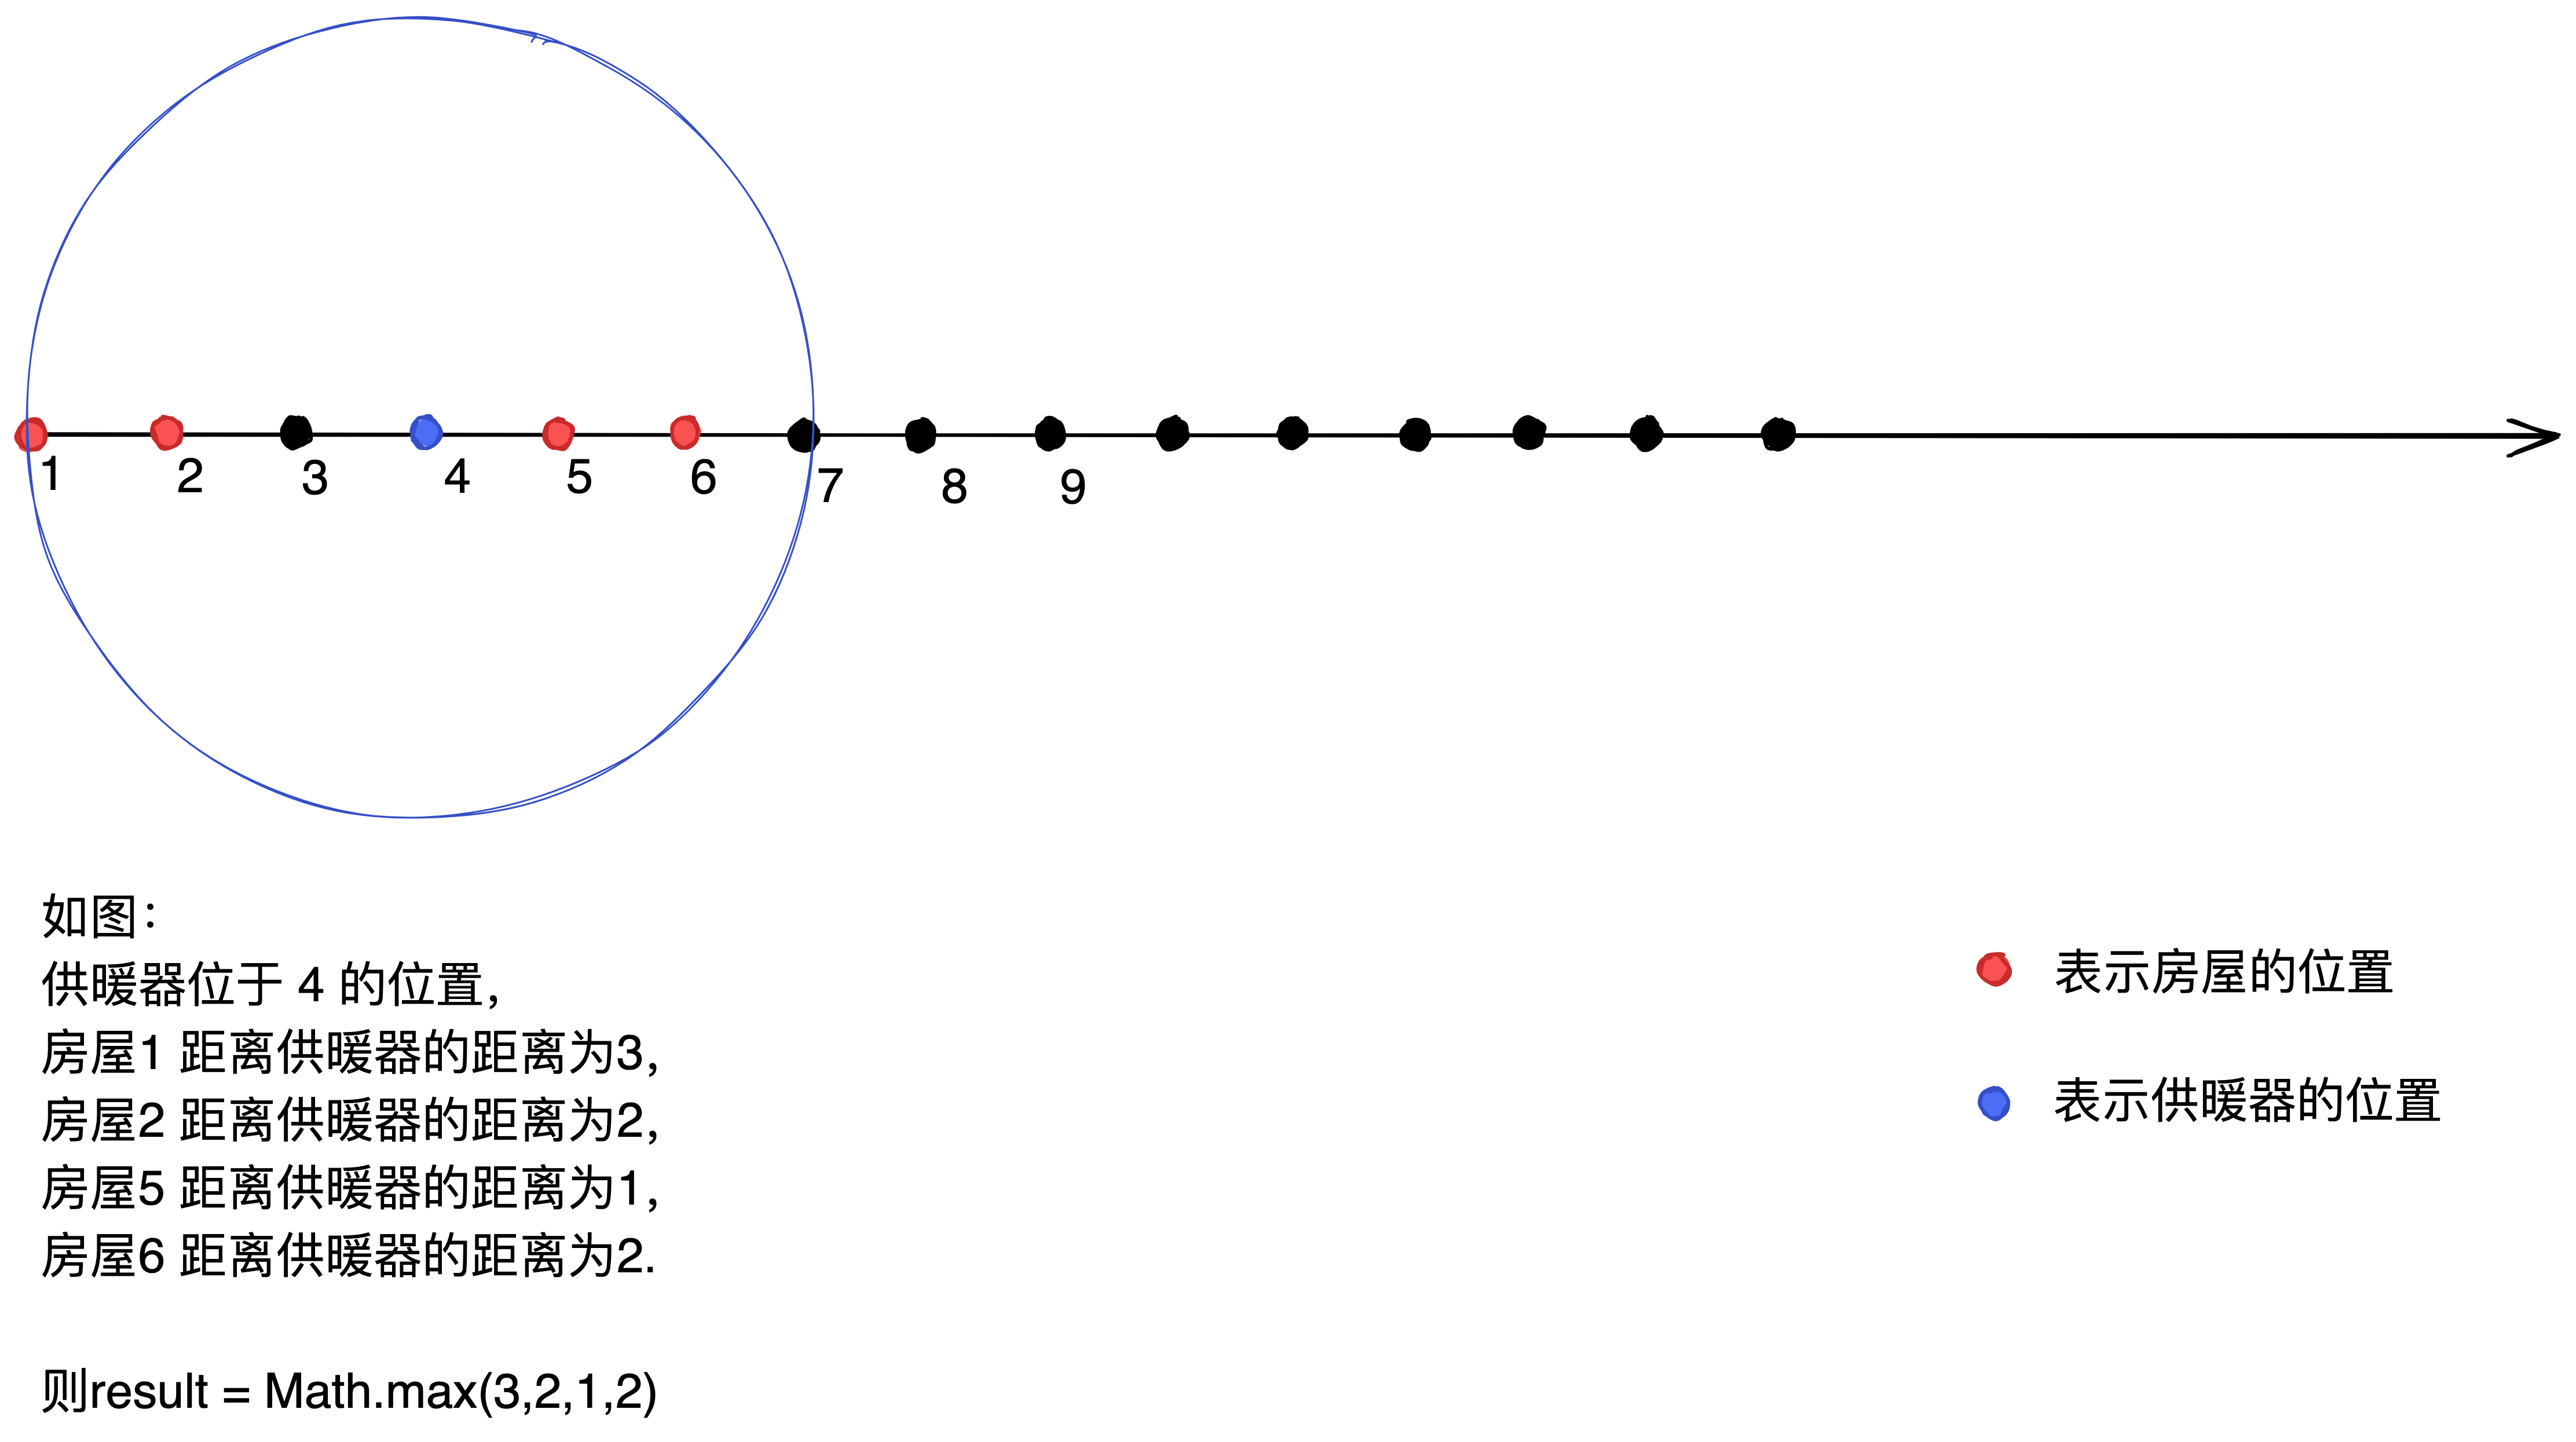 1 2 3 4 5 6 7 8 9
如图：
供暖器位于 4 的位置，
房屋1 距离供暖器的距离为3，
房屋2 距离供暖器的距离为2，
房屋5 距离供暖器的距离为1，
房屋6 距离供暖器的距离为2.
则result = Math.max(3,2,1,2)
表示房屋的位置
表示供暖器的位置